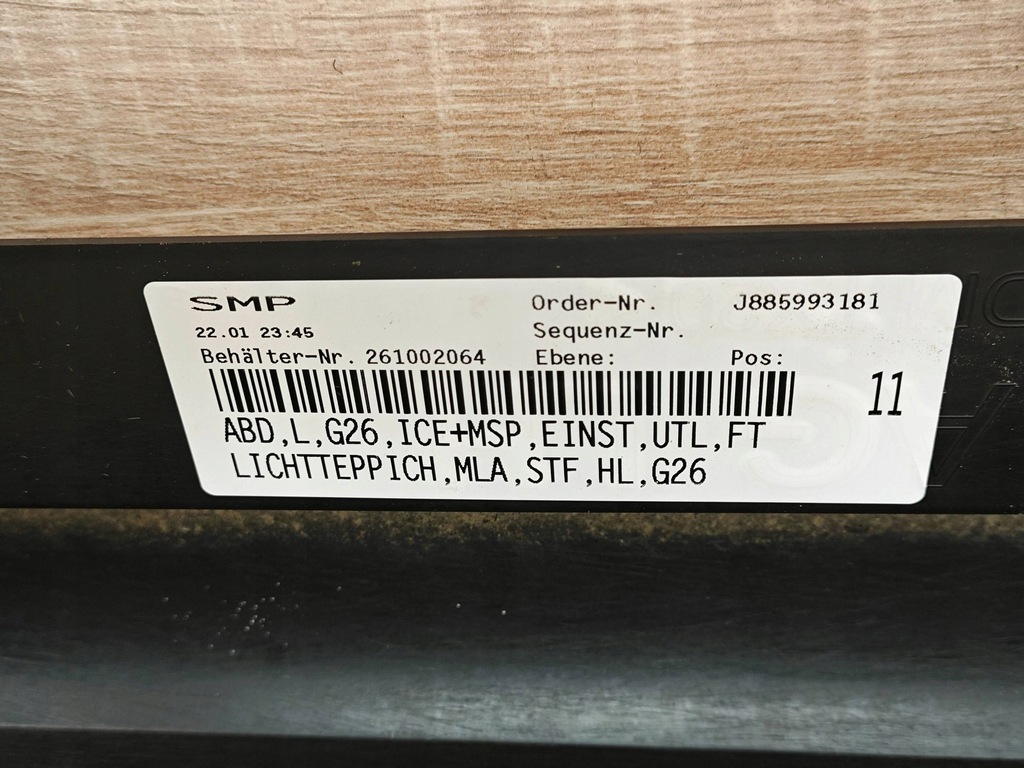 SMP Order-Nr. J885993181
22.01 23:45 Sequenz-Nr.
Behälter-Nr. 261002064 Ebene: Pos:
11
ABD,L,G26,ICE+MSP,EINST,UTL,FT
LICHTTEPPICH,MLA,STF,HL,G26